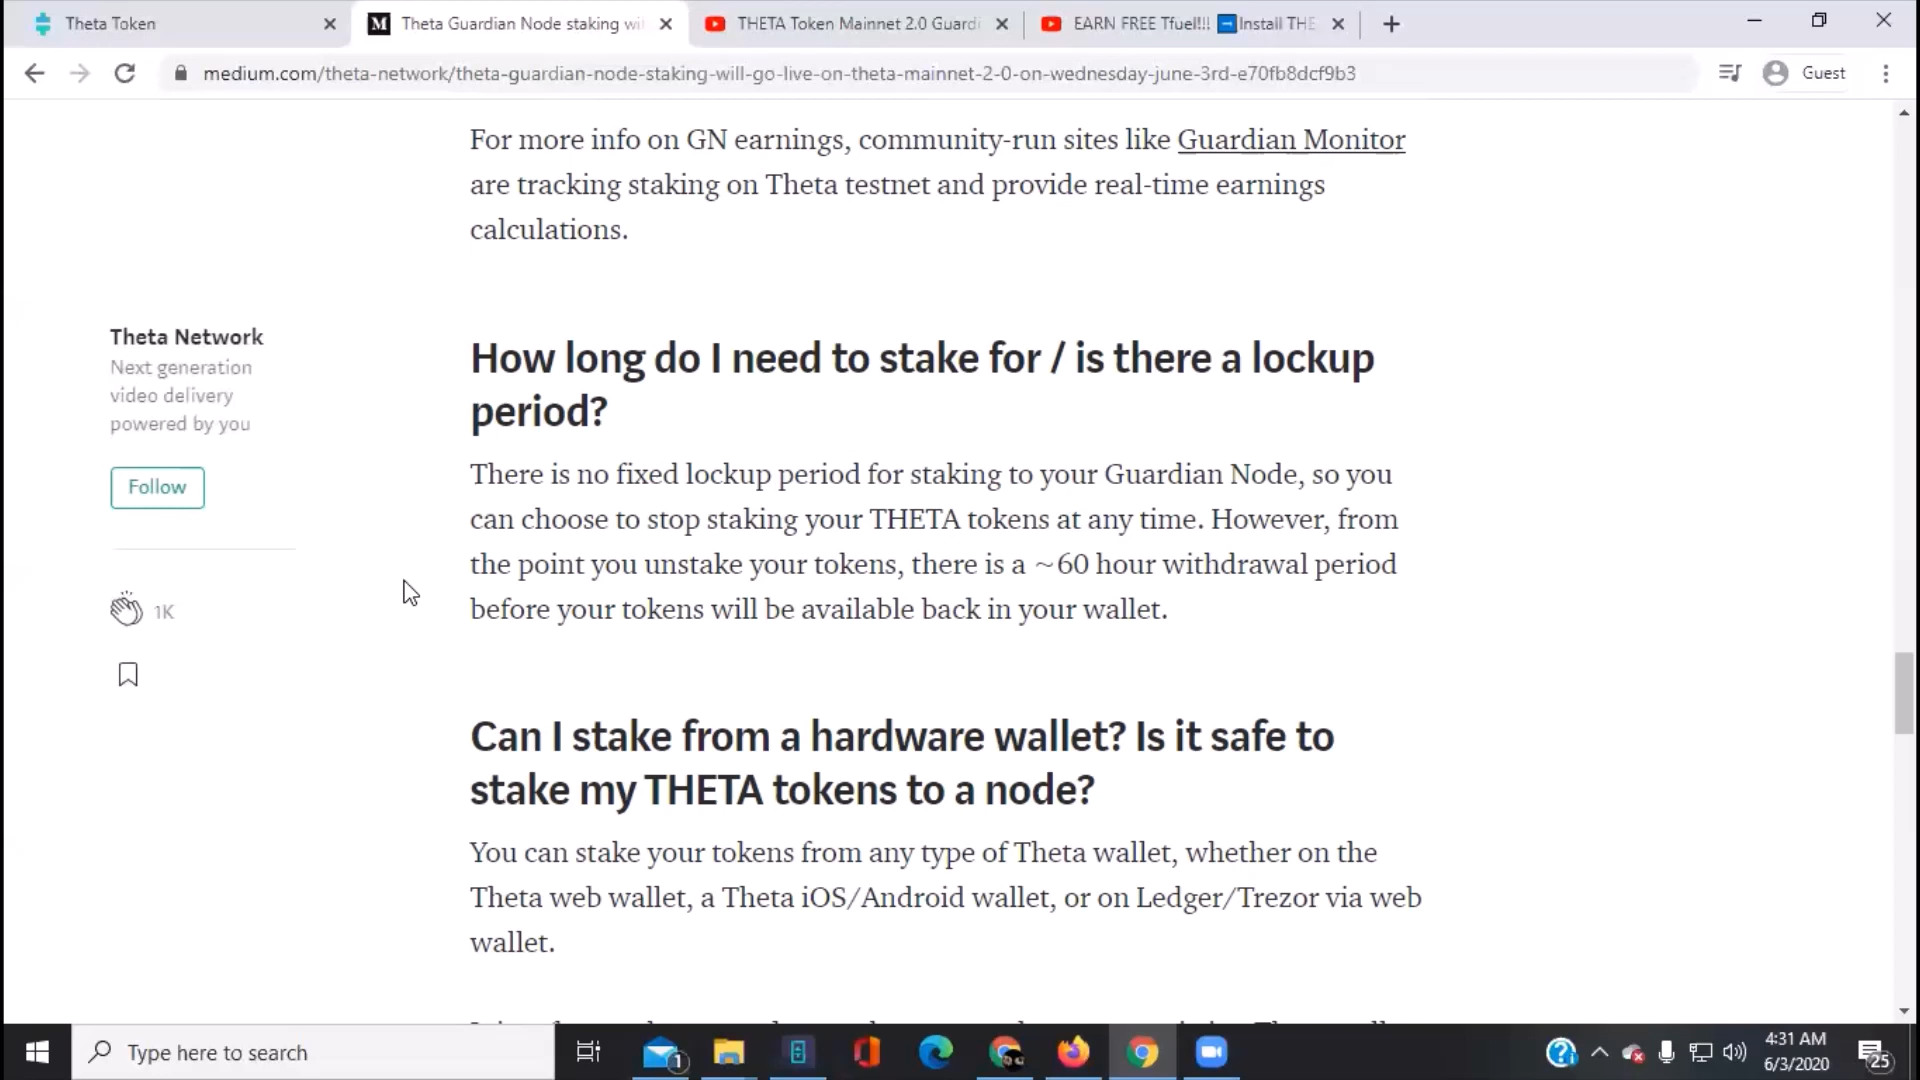 Theta Token
Theta Guardian Node staking wi
THETA Token Mainnet 2.0 Guardi
EARN FREE Tfuel!!! Install THE
medium.com/theta-network/theta-guardian-node-staking-will-go-live-on-theta-mainnet-2-0-on-wednesday-june-3rd-e70fb8dcf9b3
Guest
For more info on GN earnings, community-run sites like Guardian Monitor
are tracking staking on Theta testnet and provide real-time earnings
calculations.
Theta Network
Next generation
video delivery
powered by you
Follow
1K
How long do I need to stake for / is there a lockup
period?
There is no fixed lockup period for staking to your Guardian Node, so you
can choose to stop staking your THETA tokens at any time. However, from
the point you unstake your tokens, there is a ~60 hour withdrawal period
before your tokens will be available back in your wallet.
Can I stake from a hardware wallet? Is it safe to
stake my THETA tokens to a node?
You can stake your tokens from any type of Theta wallet, whether on the
Theta web wallet, a Theta iOS/Android wallet, or on Ledger/Trezor via web
wallet.
Type here to search
1
4:31 AM
6/3/2020
25